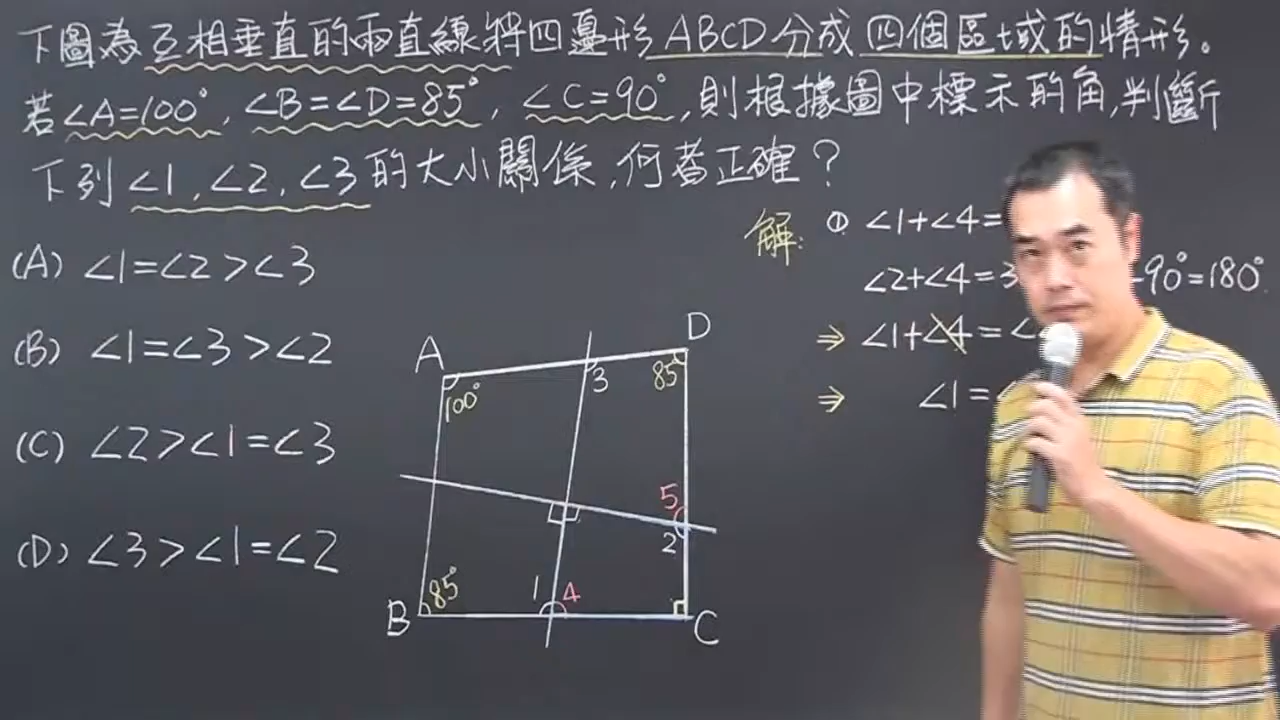 下圖為互相垂直的兩直線將四邊形ABCD分成四個區域的情形。
若∠A=100°, ∠B=∠D=85°, ∠C=90°,則根據圖中標示的角,判斷
下列∠1,∠2,∠3的大小關係,何者正確？
(A) ∠1=∠2>∠3
(B) ∠1=∠3>∠2
(C) ∠2>∠1=∠3
(D) ∠3>∠1=∠2
解: ① ∠1+∠4=
∠2+∠4=3 -90°=180°
⇒ ∠1+∠4=∠
⇒ ∠1=
A
D
100°
3
85°
5
2
85°
1
4
B
C